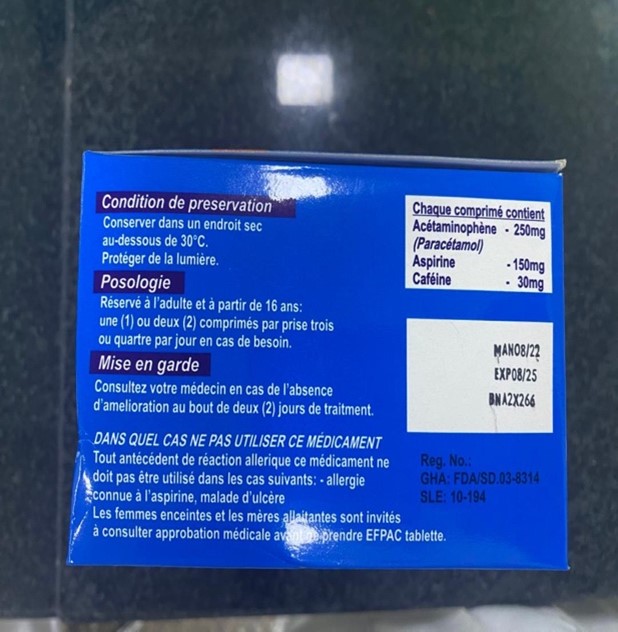 Condition de preservation
Conserver dans un endroit sec
au-dessous de 30°C.
Protéger de la lumière.
Posologie
Réservé à l'adulte et à partir de 16 ans:
une (1) ou deux (2) comprimés par prise trois
ou quartre par jour en cas de besoin.
Mise en garde
Consultez votre médecin en cas de l'absence
d'amelioration au bout de deux (2) jours de traitment.
DANS QUEL CAS NE PAS UTILISER CE MÉDICAMENT
Tout antécédent de réaction allerique ce médicament ne
doit pas être utilisé dans les cas suivants: - allergie
connue à l'aspirine, malade d'ulcère
Les femmes enceintes et les mères allaitantes sont invités
à consulter approbation médicale avant de prendre EFPAC tablette.
Chaque comprimé contient
Acétaminophène - 250mg
(Paracétamol)
Aspirine - 150mg
Caféine - 30mg
MAN08/22
EXP08/25
BNA2X266
Reg. No.:
GHA: FDA/SD.03-8314
SLE: 10-194